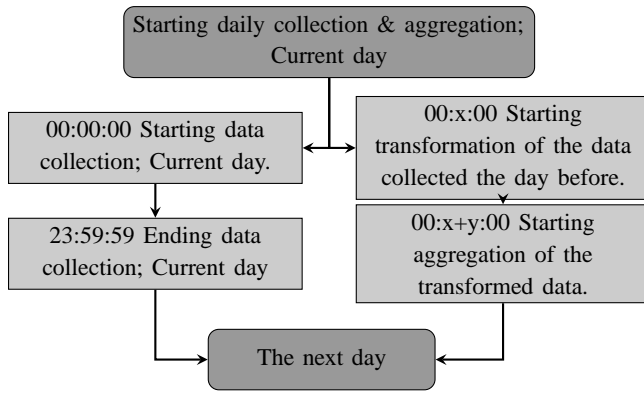 Starting daily collection & aggregation;
Current day
00:00:00 Starting data
collection; Current day.
23:59:59 Ending data
collection; Current day
00:x:00 Starting
transformation of the data
collected the day before.
00:x+y:00 Starting
aggregation of the
transformed data.
The next day